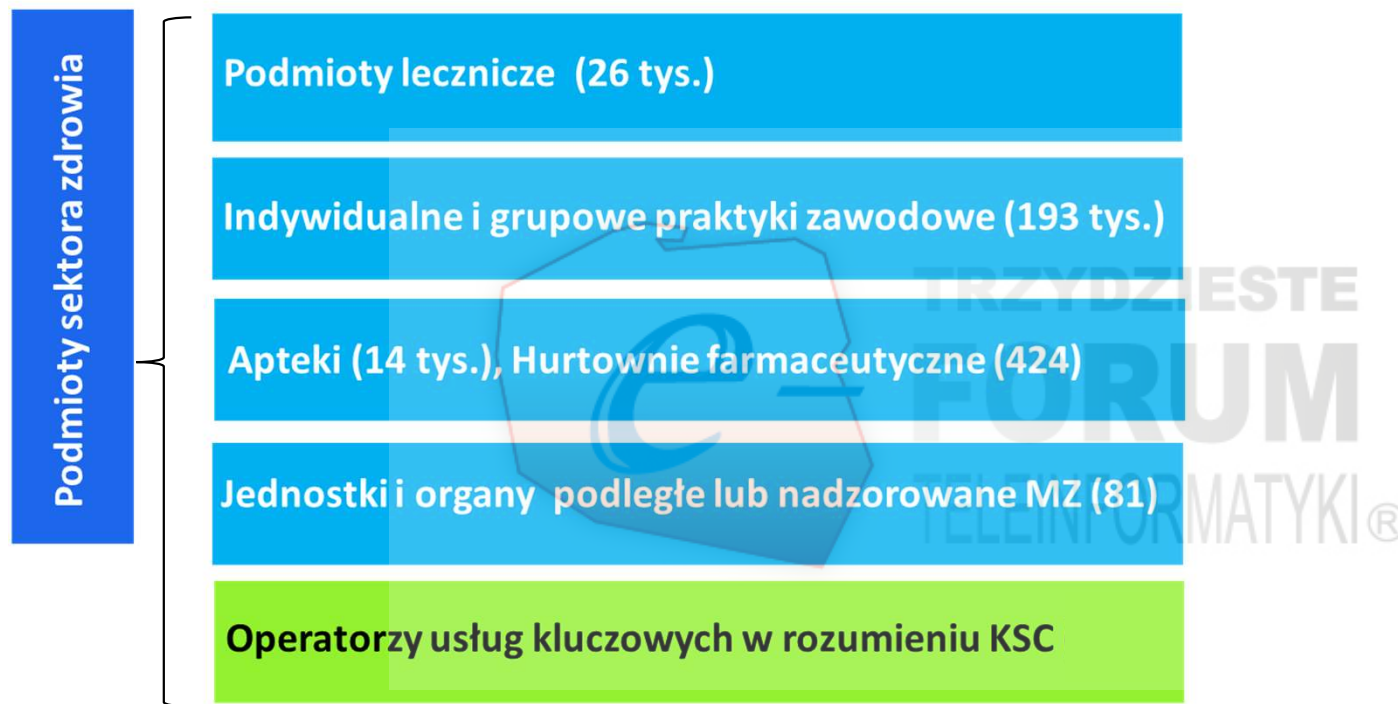 Podmioty sektora zdrowia
Podmioty lecznicze (26 tys.)
Indywidualne i grupowe praktyki zawodowe (193 tys.)
Apteki (14 tys.), Hurtownie farmaceutyczne (424)
Jednostki i organy podległe lub nadzorowane MZ (81)
Operatorzy usług kluczowych w rozumieniu KSC
e-
TRZYDZIESTE
FORUM
TELEINFORMATYKI®